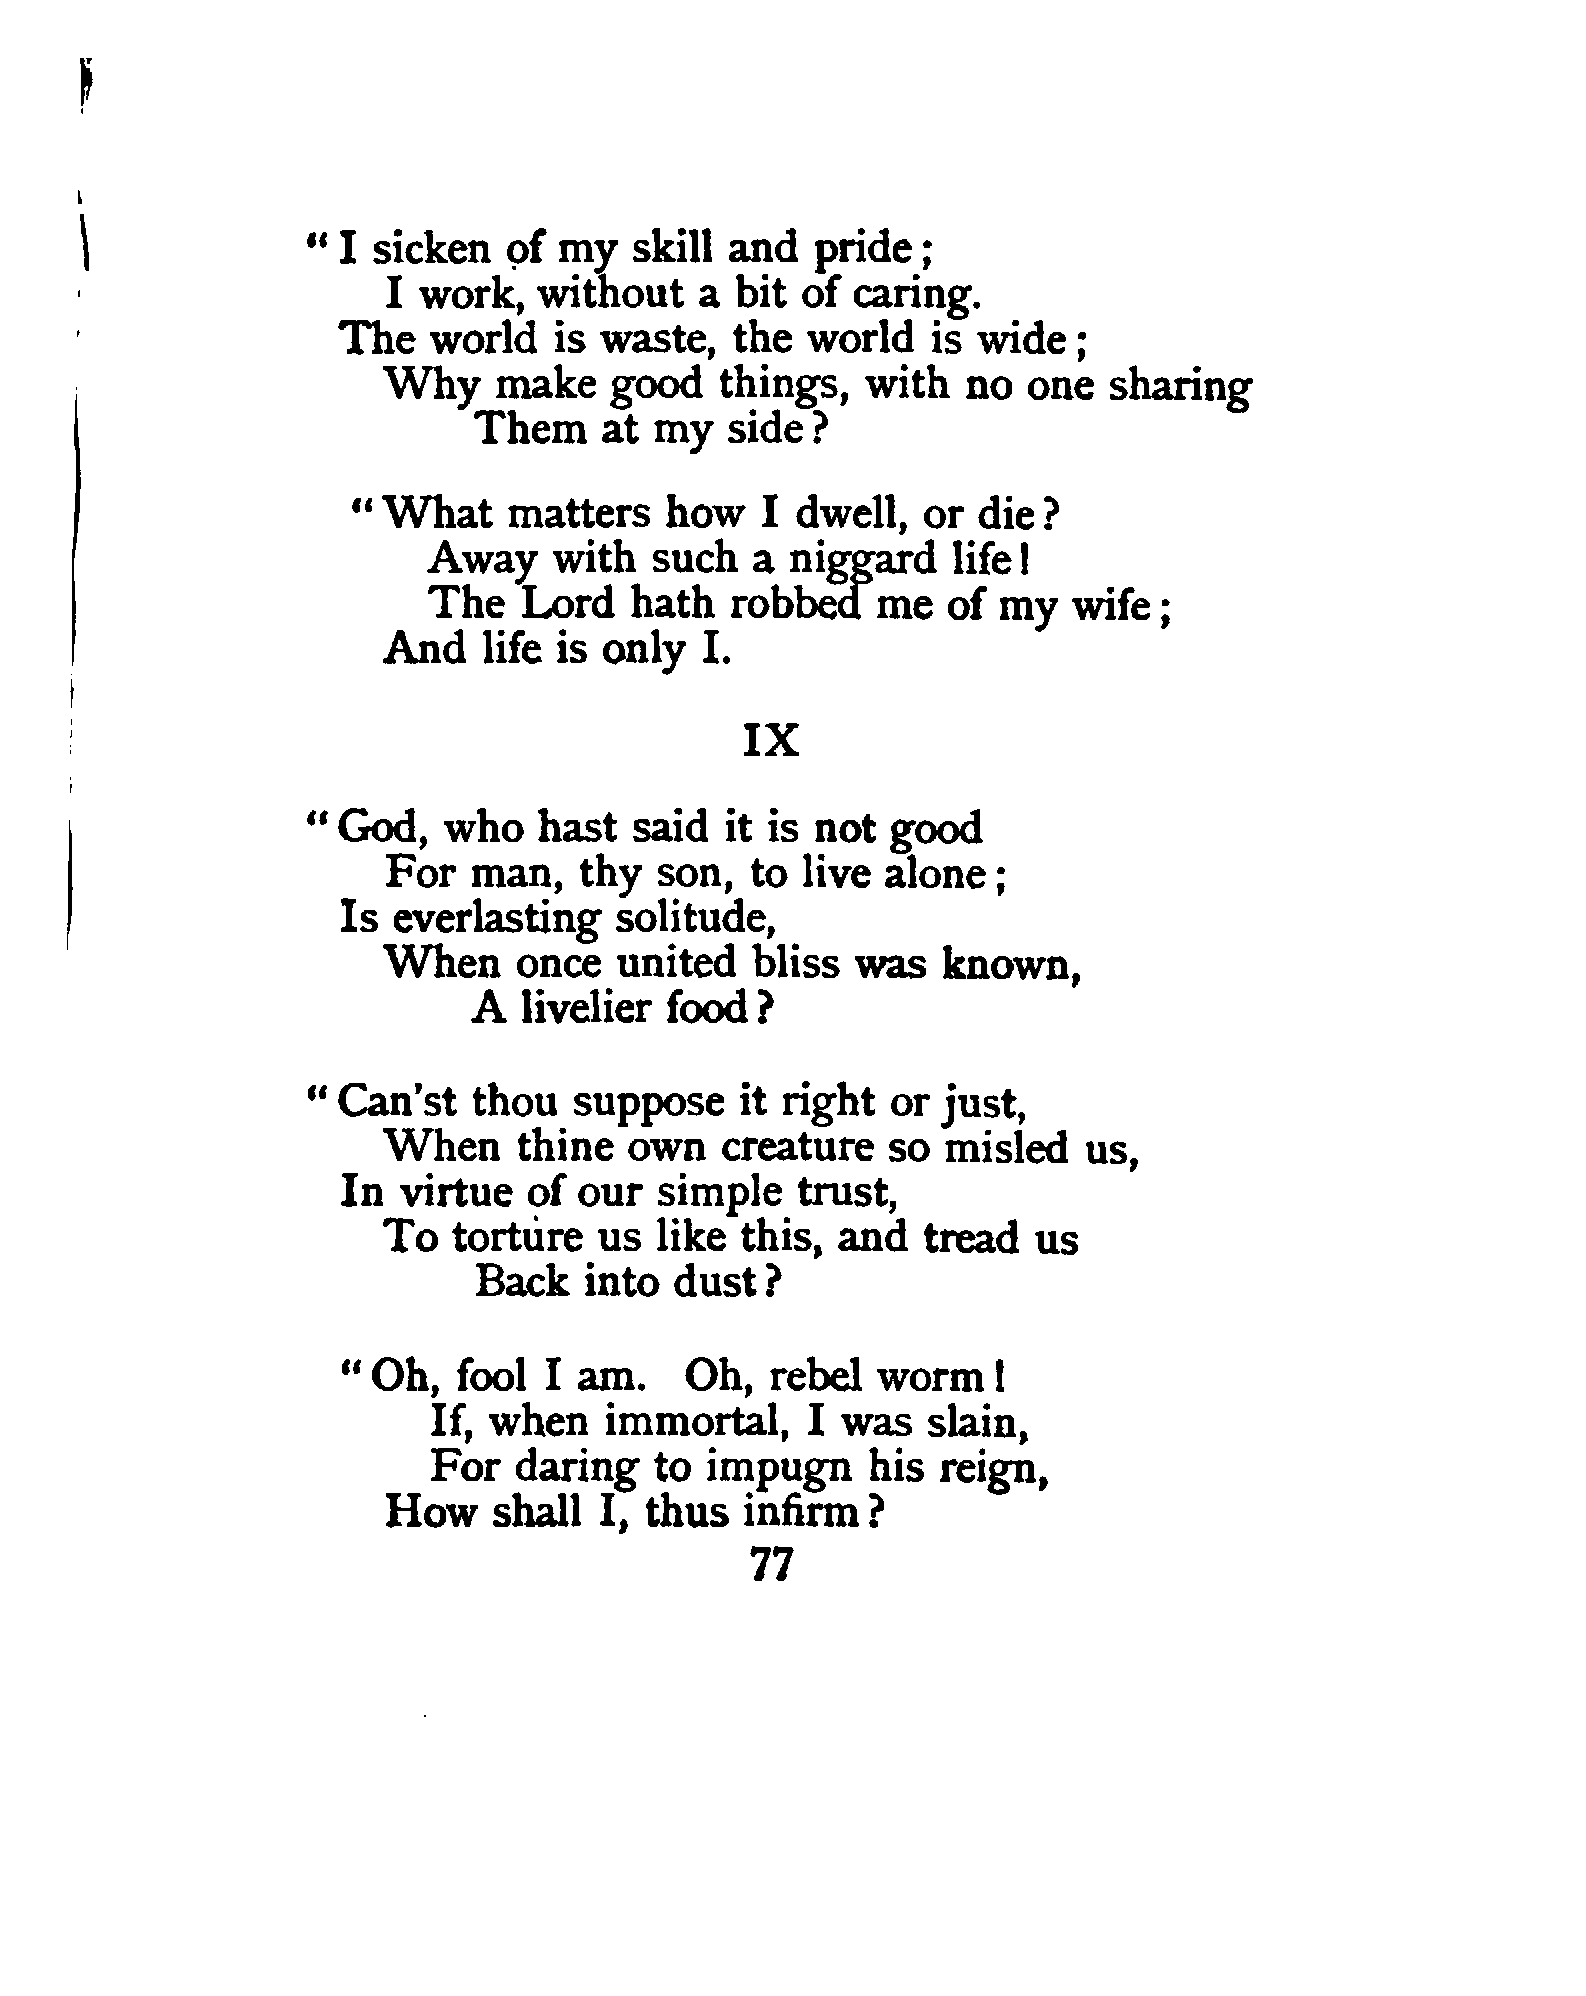 “ I sicken of my skill and pride ;
I work, without a bit of caring.
The world is waste, the world is wide ;
Why make good things, with no one sharing
Them at my side ?
“ What matters how I dwell, or die ?
Away with such a niggard life !
The Lord hath robbed me of my wife ;
And life is only I.
IX
“ God, who hast said it is not good
For man, thy son, to live alone ;
Is everlasting solitude,
When once united bliss was known,
A livelier food ?
“ Can'st thou suppose it right or just,
When thine own creature so misled us,
In virtue of our simple trust,
To torture us like this, and tread us
Back into dust ?
“ Oh, fool I am. Oh, rebel worm !
If, when immortal, I was slain,
For daring to impugn his reign,
How shall I, thus infirm ?
77